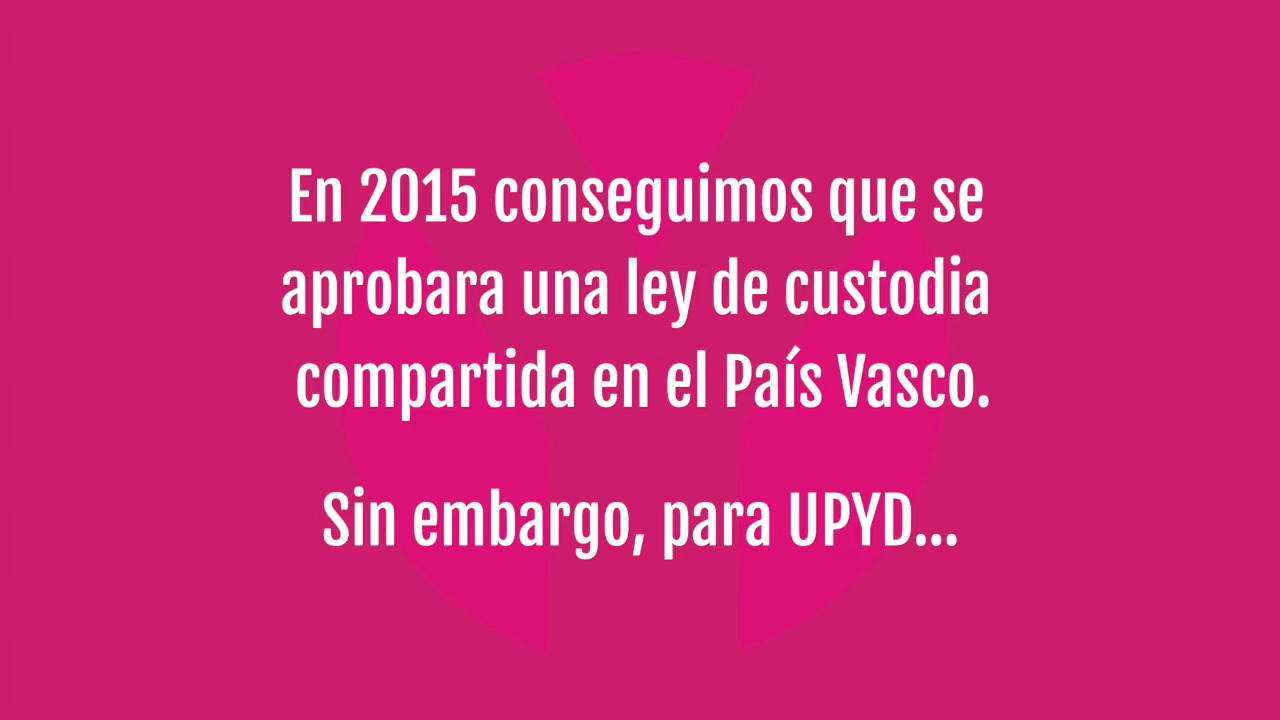 En 2015 conseguimos que se
aprobara una ley de custodia
compartida en el País Vasco.
Sin embargo, para UPYD...